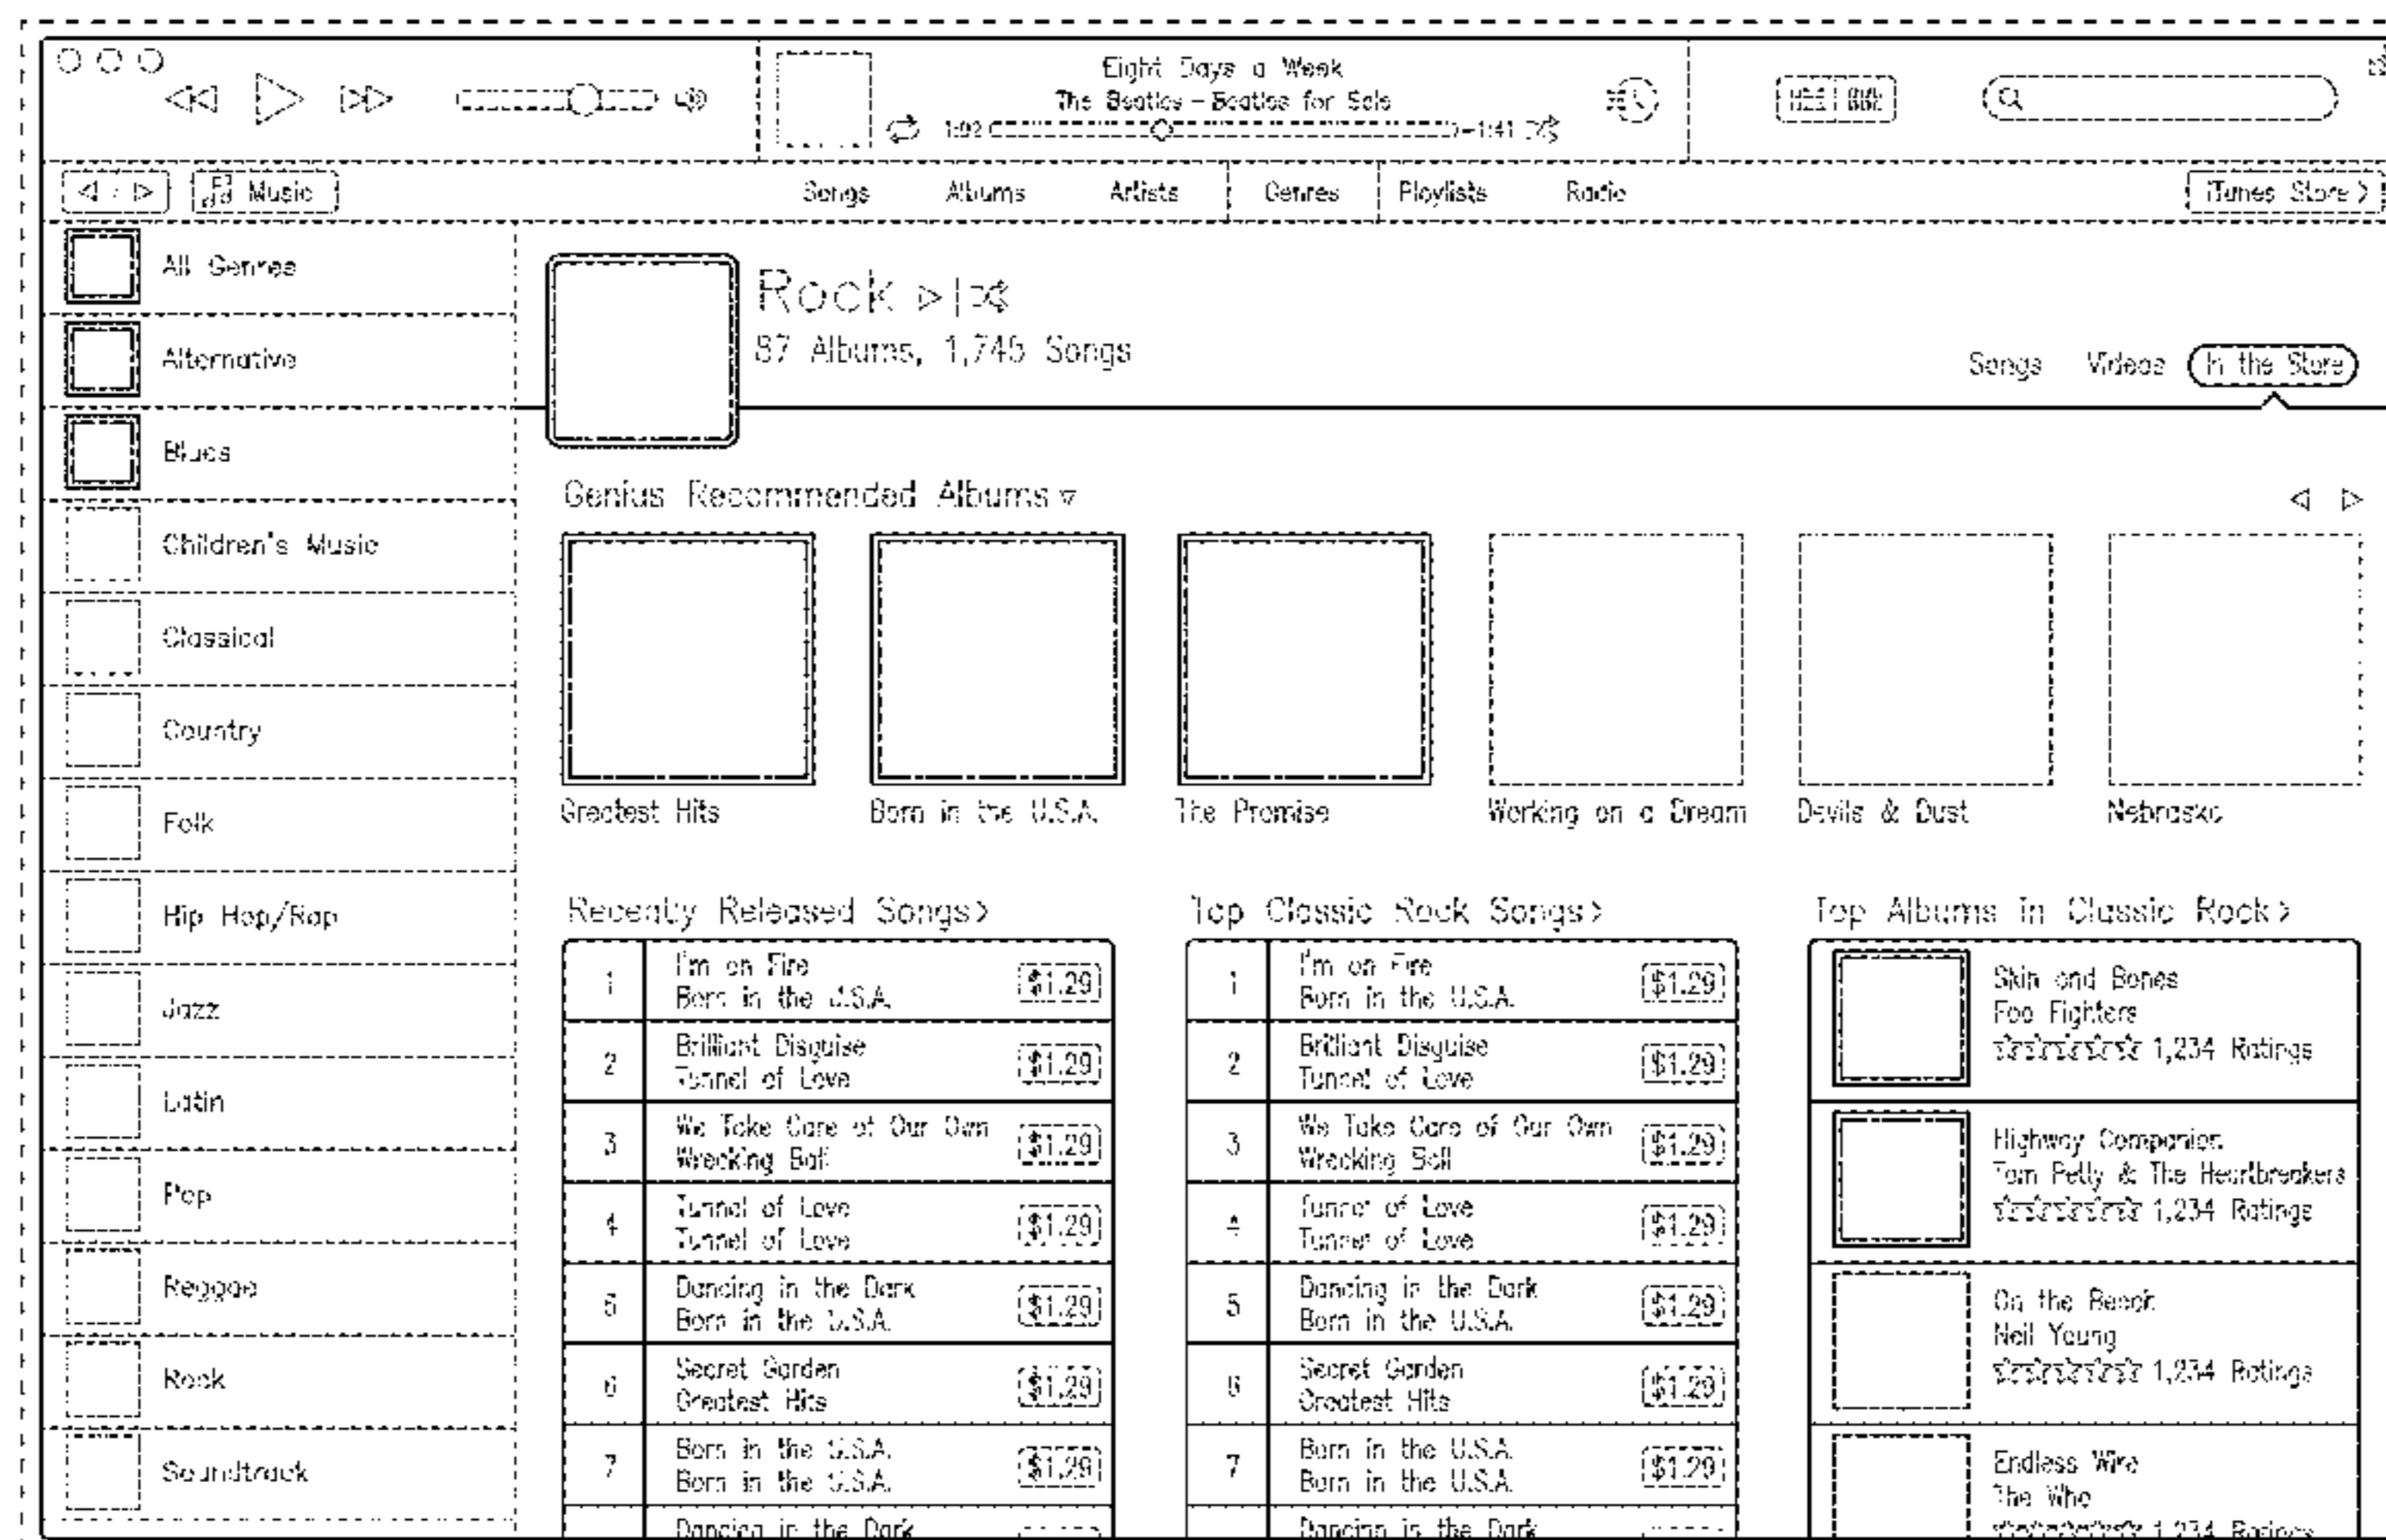 Eight Days a Week
The Beatles – Beatles for Sale
1:02
-1:41
Music
Songs
Albums
Artists
Genres
Playlists
Radio
iTunes Store >
All Genres
Alternative
Blues
Children's Music
Classical
Country
Folk
Hip Hop/Rap
Jazz
Latin
Pop
Reggae
Rock
Soundtrack
Rock
87 Albums, 1,745 Songs
Songs
Videos
In the Store
Genius Recommended Albums
Greatest Hits
Born in the U.S.A.
The Promise
Working on a Dream
Devils & Dust
Nebraska
Recently Released Songs >
1
I'm on Fire
Born in the U.S.A.
$1.29
2
Brilliant Disguise
Tunnel of Love
$1.29
3
We Take Care of Our Own
Wrecking Ball
$1.29
4
Tunnel of Love
Tunnel of Love
$1.29
5
Dancing in the Dark
Born in the U.S.A.
$1.29
6
Secret Garden
Greatest Hits
$1.29
7
Born in the U.S.A.
Born in the U.S.A.
$1.29
Dancing in the Dark
Top Classic Rock Songs >
1
I'm on Fire
Born in the U.S.A.
$1.29
2
Brilliant Disguise
Tunnel of Love
$1.29
3
We Take Care of Our Own
Wrecking Ball
$1.29
4
Tunnel of Love
Tunnel of Love
$1.29
5
Dancing in the Dark
Born in the U.S.A.
$1.29
6
Secret Garden
Greatest Hits
$1.29
7
Born in the U.S.A.
Born in the U.S.A.
$1.29
Dancing in the Dark
Top Albums In Classic Rock >
Skin and Bones
Foo Fighters
1,234 Ratings
Highway Companion
Tom Petty & The Heartbreakers
1,234 Ratings
On the Beach
Neil Young
1,234 Ratings
Endless Wire
The Who
1,234 Ratings